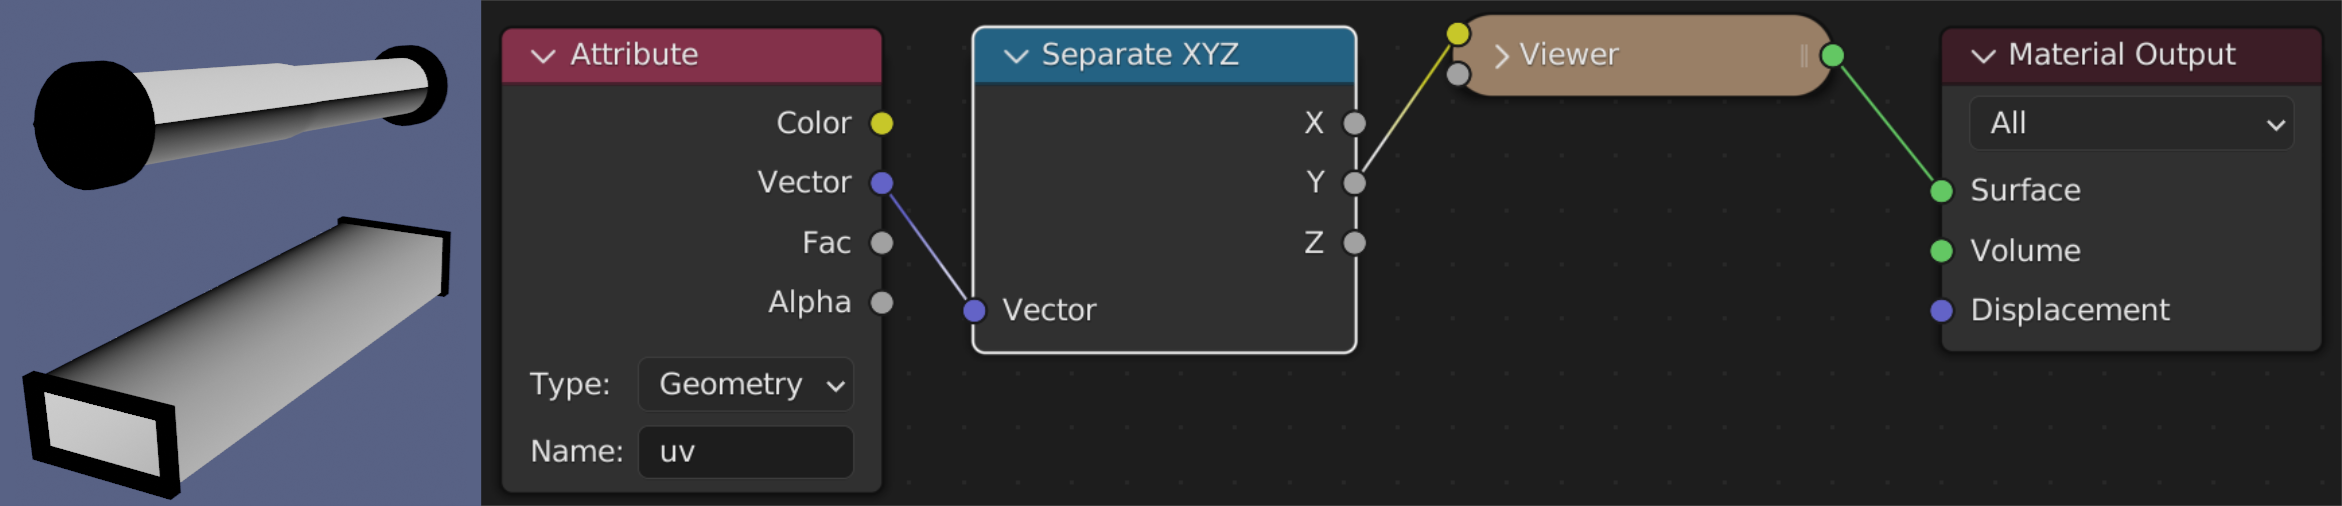 Attribute
Color
Vector
Fac
Alpha
Type: Geometry
Name: uv
Separate XYZ
X
Y
Z
Vector
Viewer
Material Output
All
Surface
Volume
Displacement